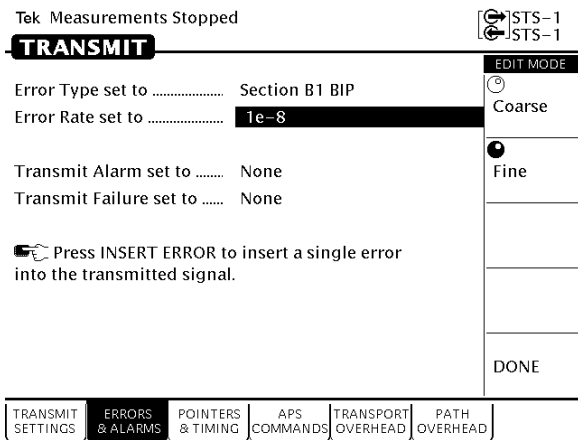 Tek Measurements Stopped
STS–1
STS–1
TRANSMIT
EDIT MODE
Error Type set to ..................... Section B1 BIP
Coarse
Error Rate set to ...................... 1e–8
Transmit Alarm set to ........ None
Fine
Transmit Failure set to ...... None
Press INSERT ERROR to insert a single error
into the transmitted signal.
DONE
TRANSMIT SETTINGS
ERRORS & ALARMS
POINTERS & TIMING
APS COMMANDS
TRANSPORT OVERHEAD
PATH OVERHEAD